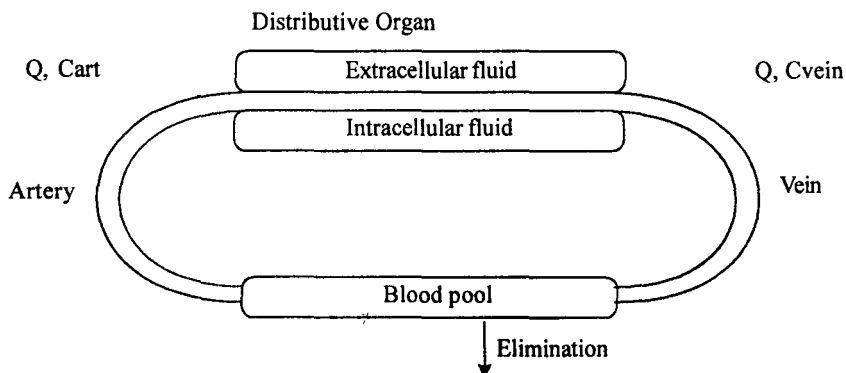 Distributive Organ
Q, Cart
Extracellular fluid
Q, Cvein
Intracellular fluid
Artery
Vein
Blood pool
Elimination